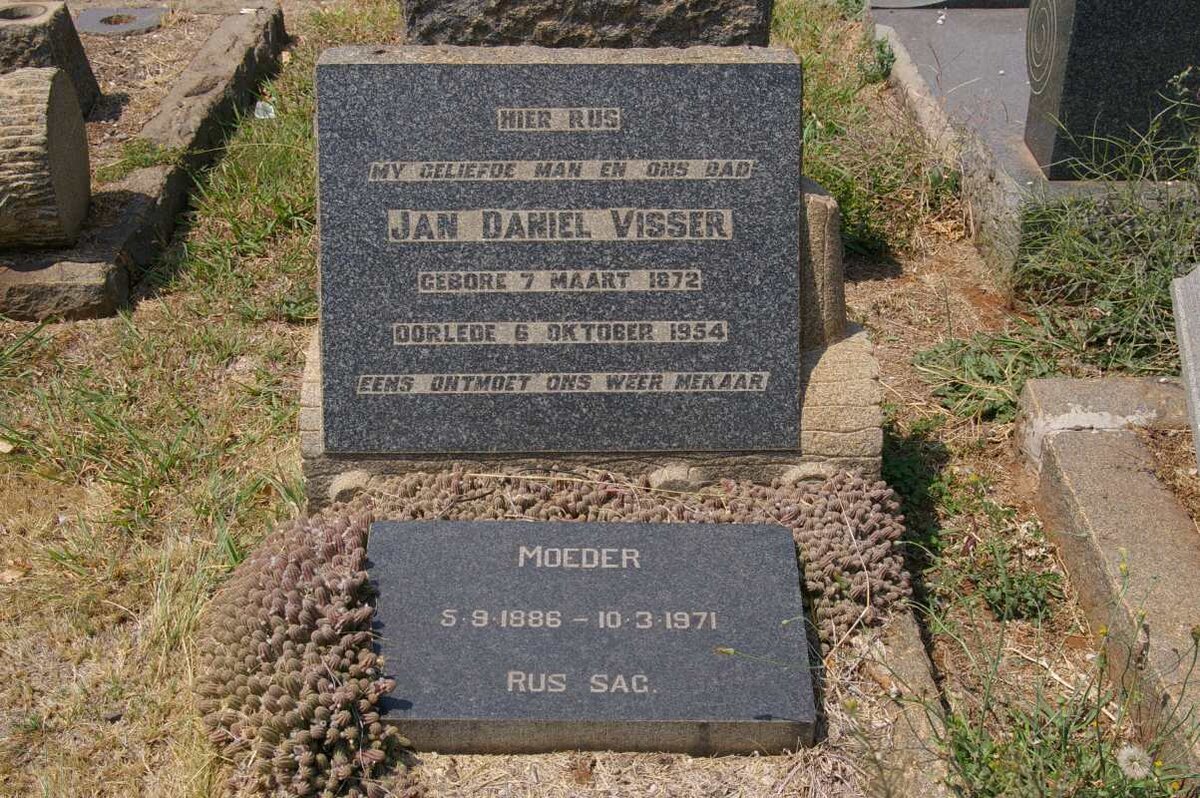 HIER RUS
MY GELIEFDE MAN EN ONS DAD
JAN DANIEL VISSER
GEBORE 7 MAART 1872
OORLEDE 6 OKTOBER 1954
EENS ONTMOET ONS WEER MEKAAR
MOEDER
5·9·1886 – 10·3·1971
RUS SAG.